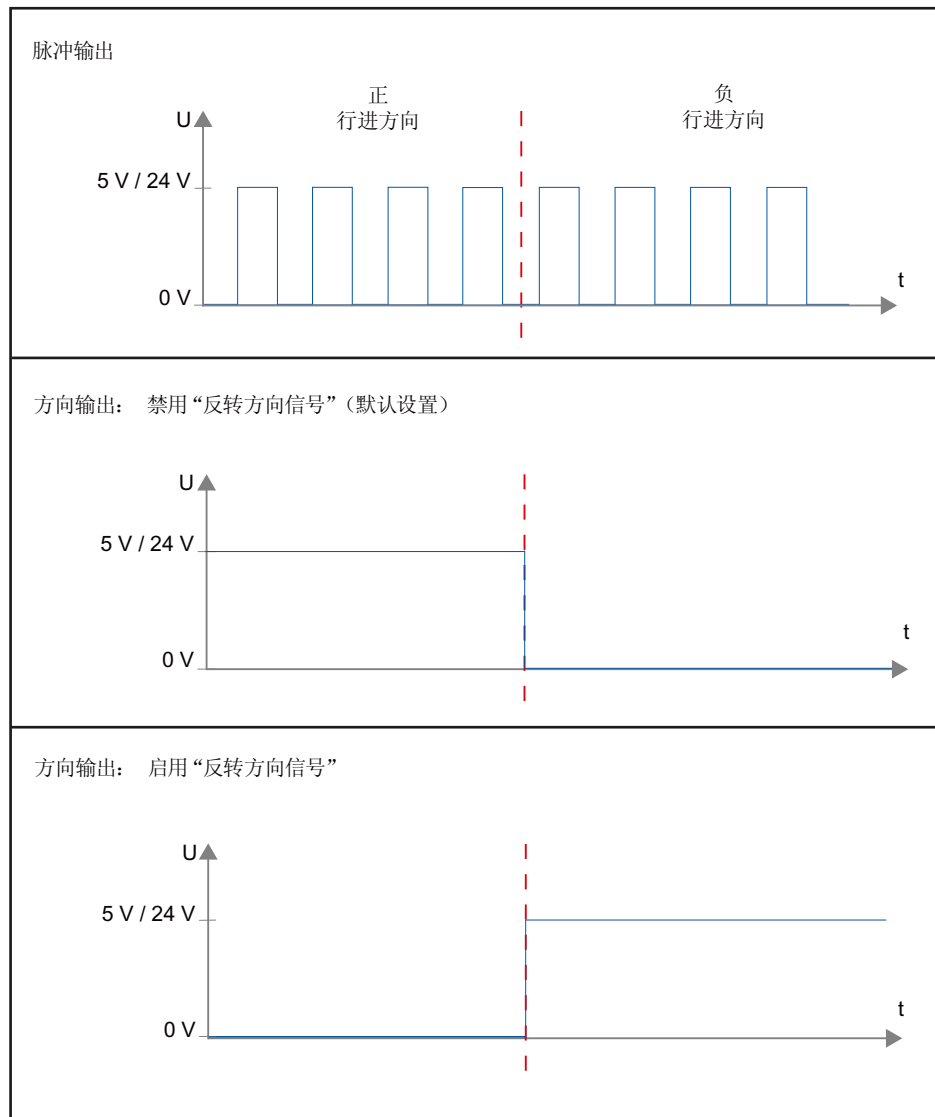 脉冲输出
正
行进方向
负
行进方向
U
5 V / 24 V
0 V
t
方向输出： 禁用“反转方向信号”（默认设置）
U
5 V / 24 V
0 V
t
方向输出： 启用“反转方向信号”
U
5 V / 24 V
0 V
t